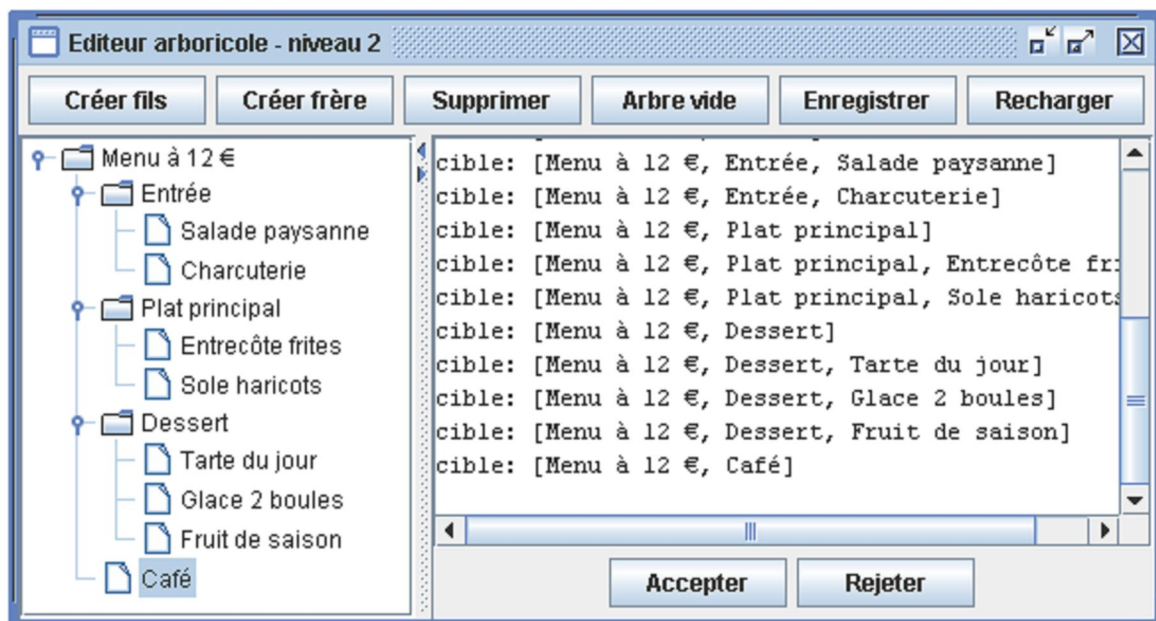 Editeur arboricole - niveau 2
Créer fils Créer frère Supprimer Arbre vide Enregistrer Recharger
Menu à 12 €
Entrée
Salade paysanne
Charcuterie
Plat principal
Entrecôte frites
Sole haricots
Dessert
Tarte du jour
Glace 2 boules
Fruit de saison
Café
cible: [Menu à 12 €, Entrée, Salade paysanne]
cible: [Menu à 12 €, Entrée, Charcuterie]
cible: [Menu à 12 €, Plat principal]
cible: [Menu à 12 €, Plat principal, Entrecôte fri
cible: [Menu à 12 €, Plat principal, Sole haricots
cible: [Menu à 12 €, Dessert]
cible: [Menu à 12 €, Dessert, Tarte du jour]
cible: [Menu à 12 €, Dessert, Glace 2 boules]
cible: [Menu à 12 €, Dessert, Fruit de saison]
cible: [Menu à 12 €, Café]
Accepter Rejeter